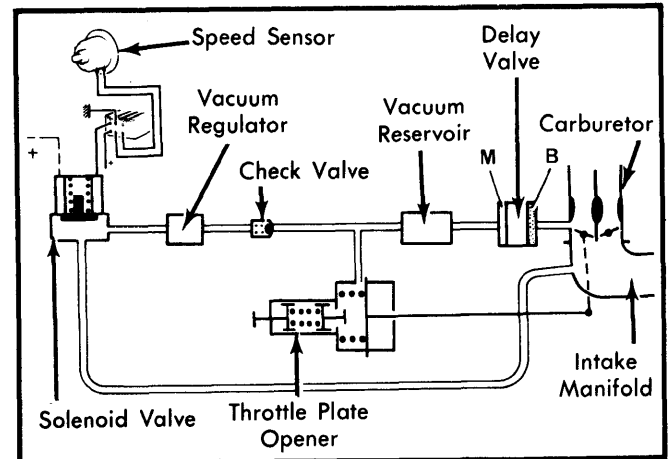 Speed Sensor
Delay
Valve
Vacuum
Regulator
Vacuum
Reservoir
Carburetor
Check Valve
M
B
+
+
Intake
Manifold
Solenoid Valve
Throttle Plate
Opener